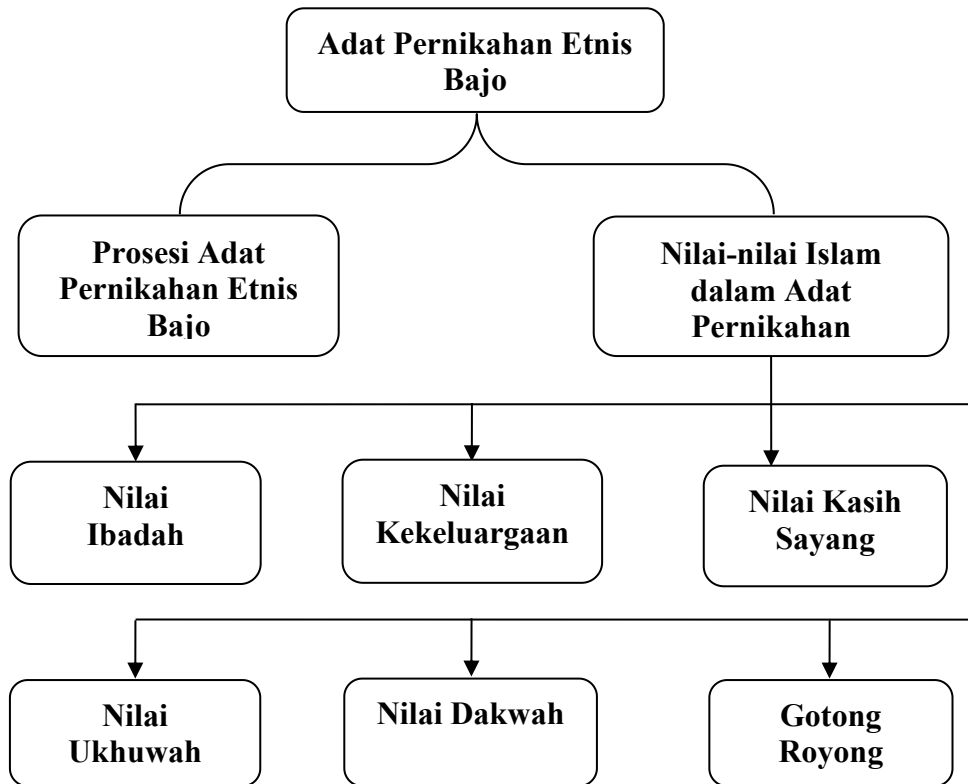 Adat Pernikahan Etnis
Bajo
Prosesi Adat
Pernikahan Etnis
Bajo
Nilai-nilai Islam
dalam Adat
Pernikahan
Nilai
Ibadah
Nilai
Kekeluargaan
Nilai Kasih
Sayang
Nilai
Ukhuwah
Nilai Dakwah
Gotong
Royong